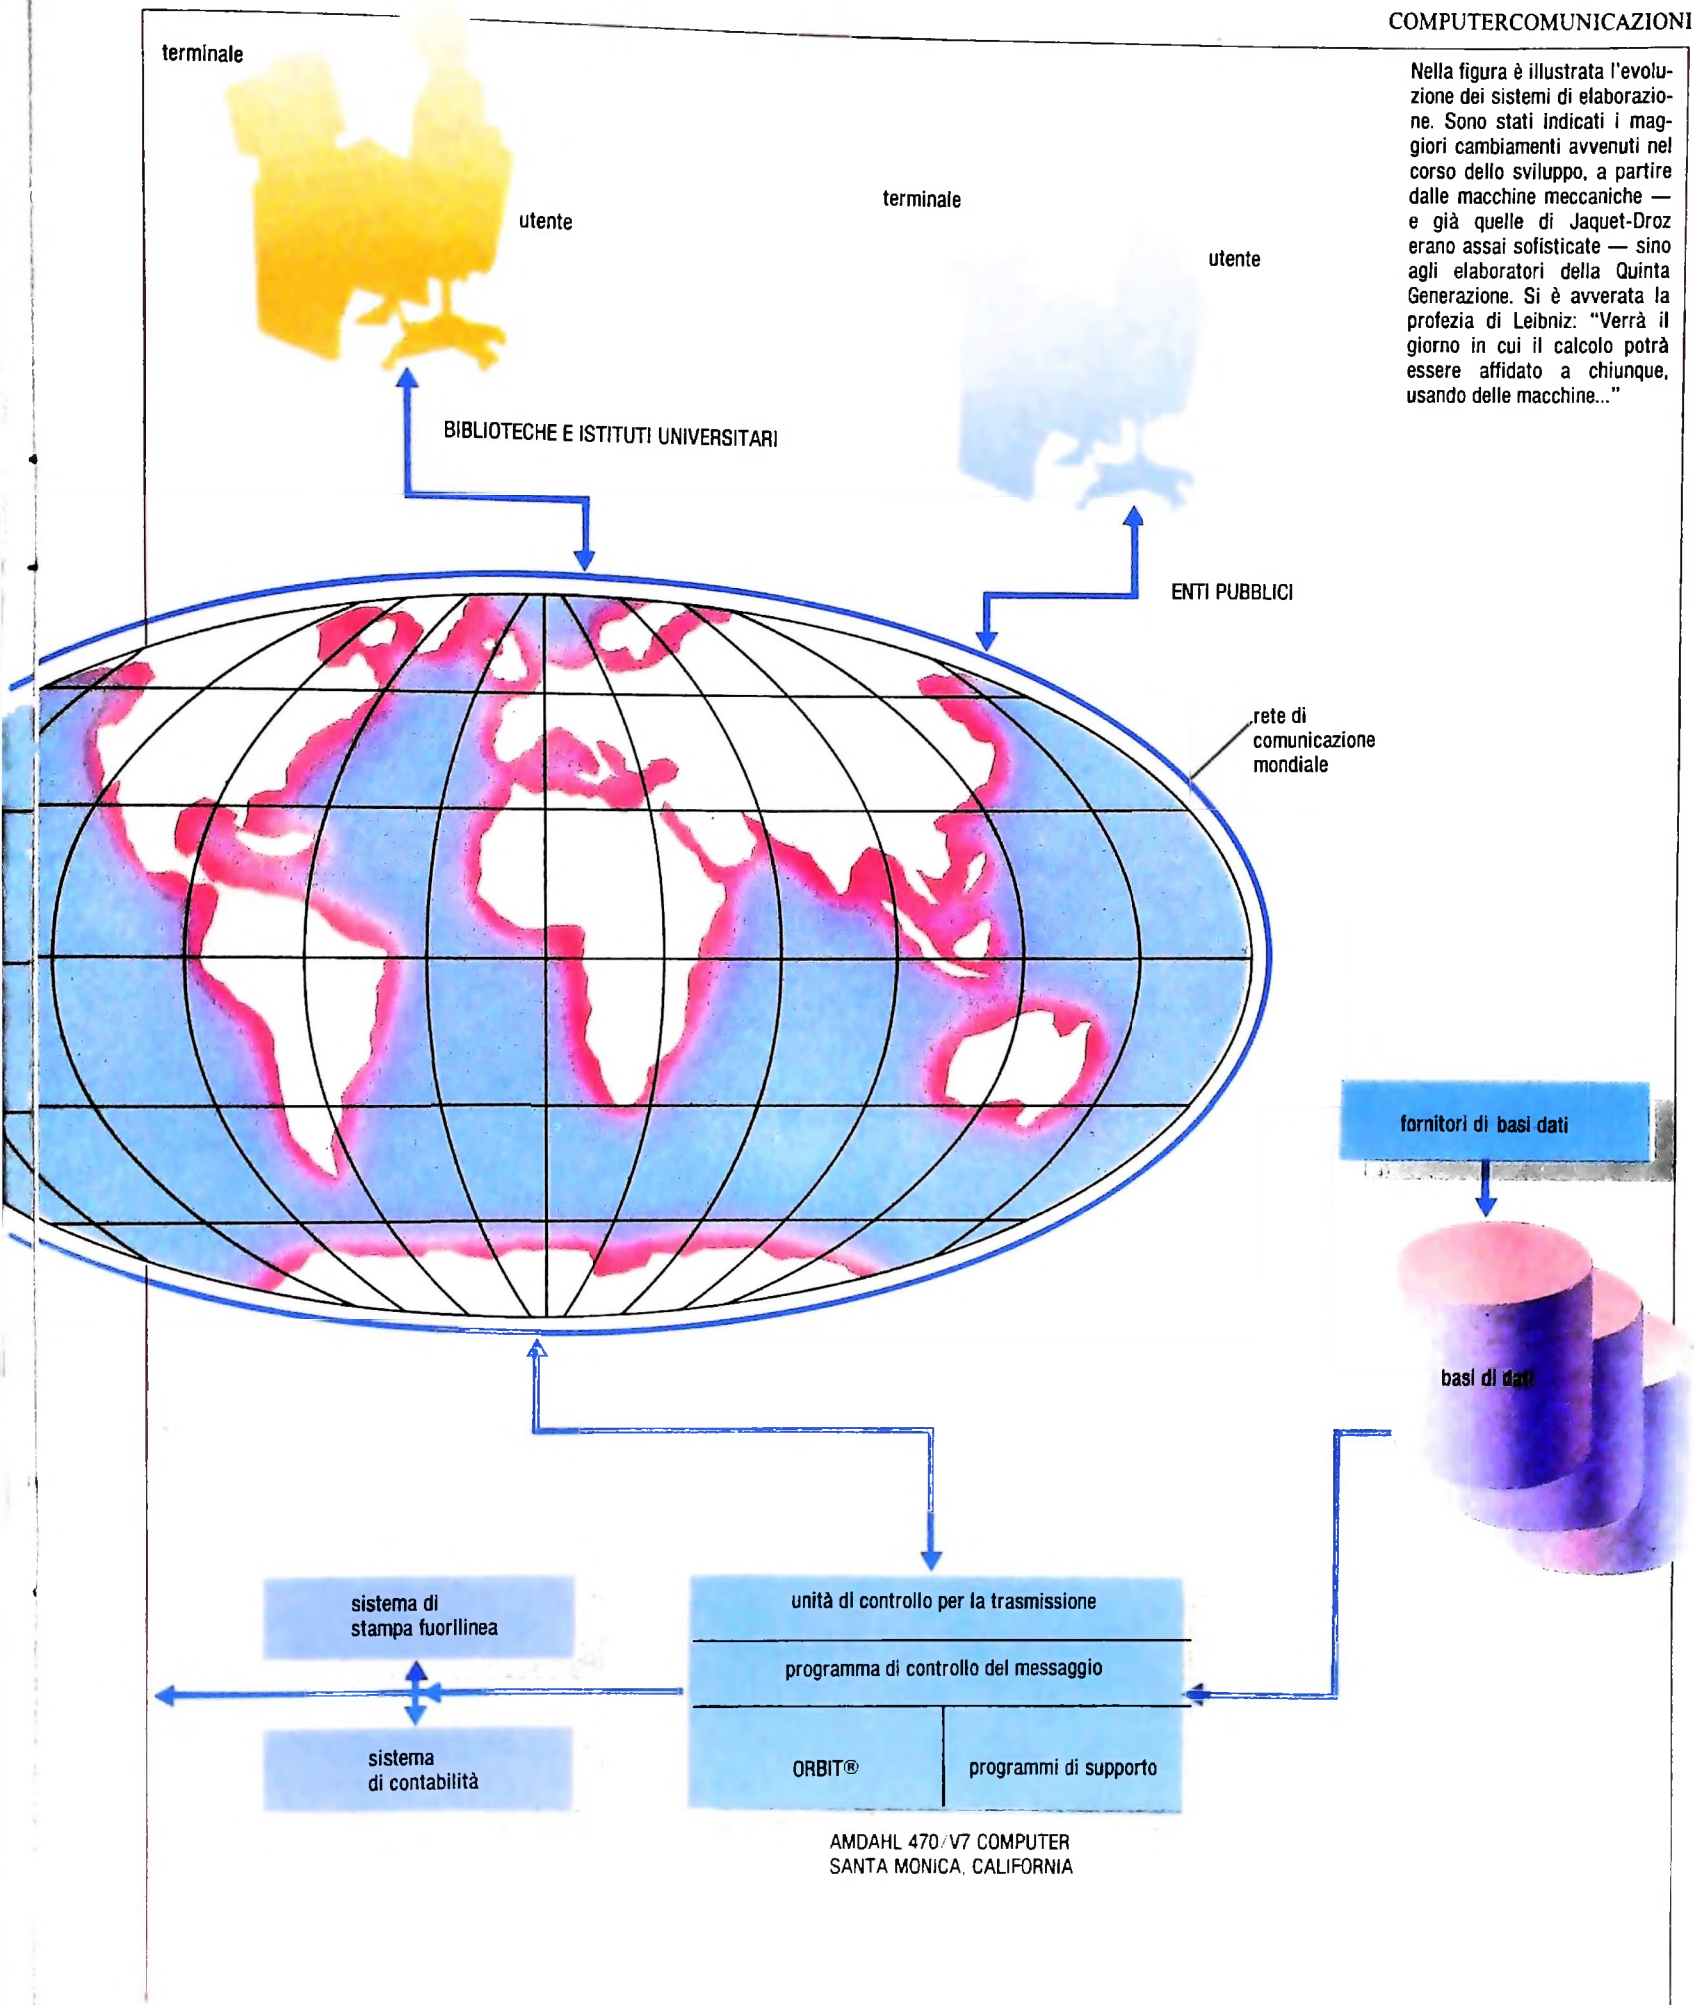 COMPUTERCOMUNICAZIONI
terminale
utente
terminale
utente
Nella figura è illustrata l'evolu-
zione dei sistemi di elaborazio-
ne. Sono stati indicati i mag-
giori cambiamenti avvenuti nel
corso dello sviluppo, a partire
dalle macchine meccaniche —
e già quelle di Jaquet-Droz
erano assai sofisticate — sino
agli elaboratori della Quinta
Generazione. Si è avverata la
profezia di Leibniz: “Verrà il
giorno in cui il calcolo potrà
essere affidato a chiunque,
usando delle macchine...”
BIBLIOTECHE E ISTITUTI UNIVERSITARI
ENTI PUBBLICI
rete di
comunicazione
mondiale
fornitori di basi dati
basi di dati
sistema di
stampa fuorilinea
sistema
di contabilità
unità di controllo per la trasmissione
programma di controllo del messaggio
ORBIT®
programmi di supporto
AMDAHL 470/V7 COMPUTER
SANTA MONICA, CALIFORNIA